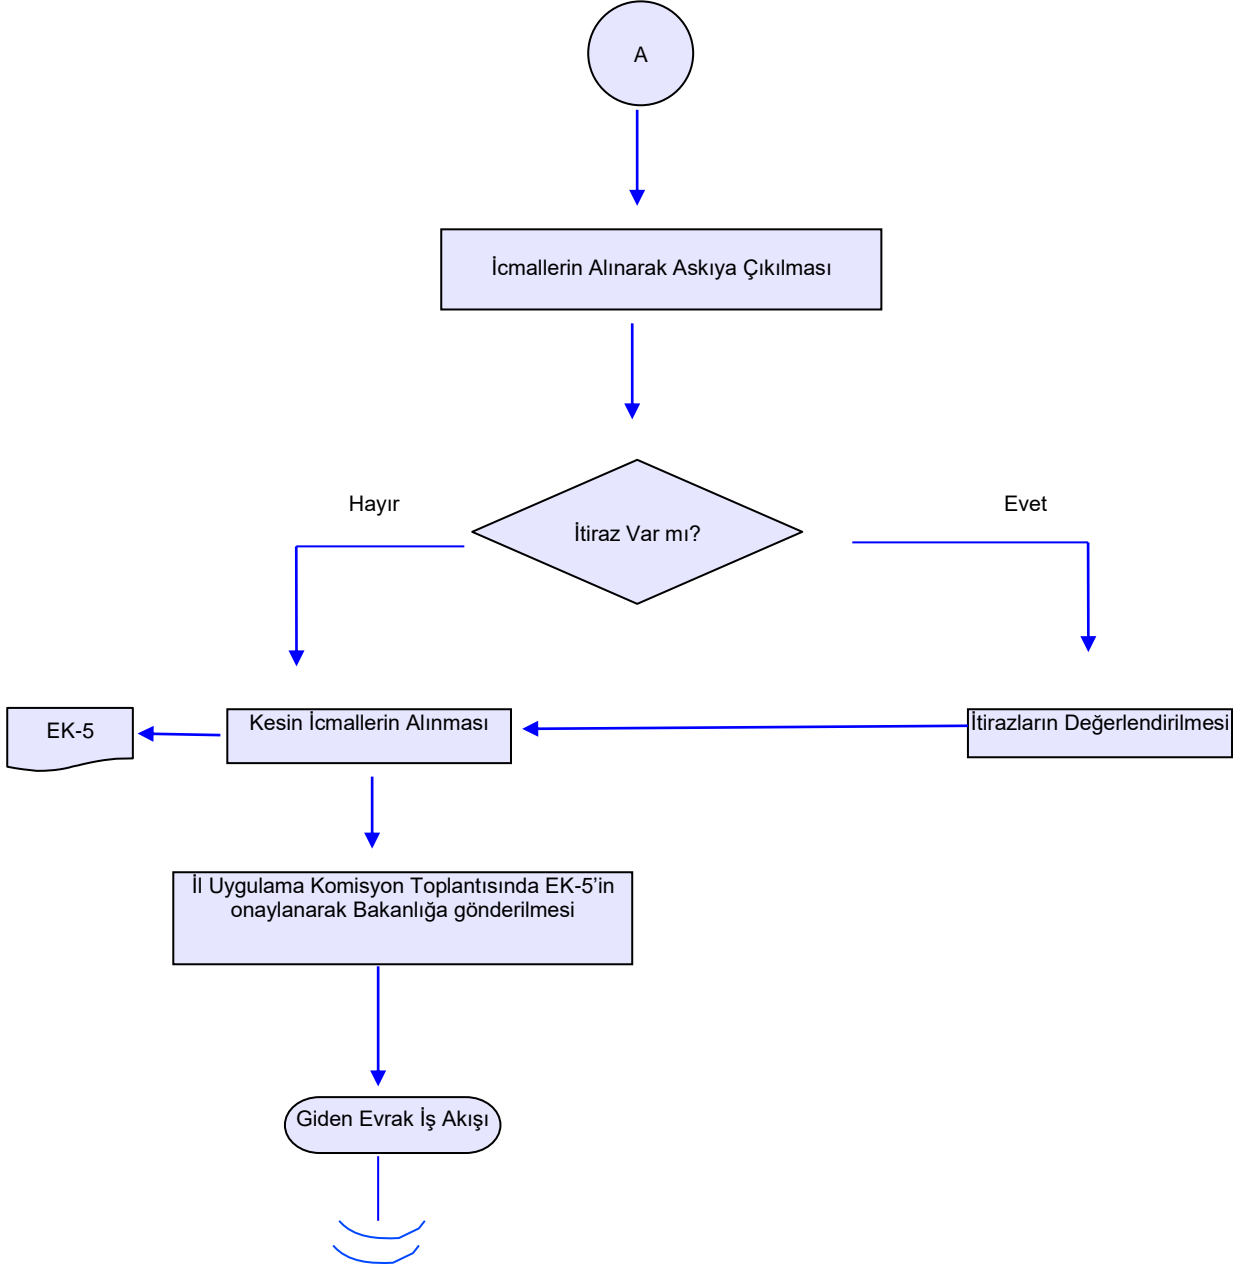 A
İcmallerin Alınarak Askıya Çıkılması
Hayır
Evet
İtiraz Var mı?
EK-5
Kesin İcmallerin Alınması
İtirazların Değerlendirilmesi
İl Uygulama Komisyon Toplantısında EK-5’in
onaylanarak Bakanlığa gönderilmesi
Giden Evrak İş Akışı